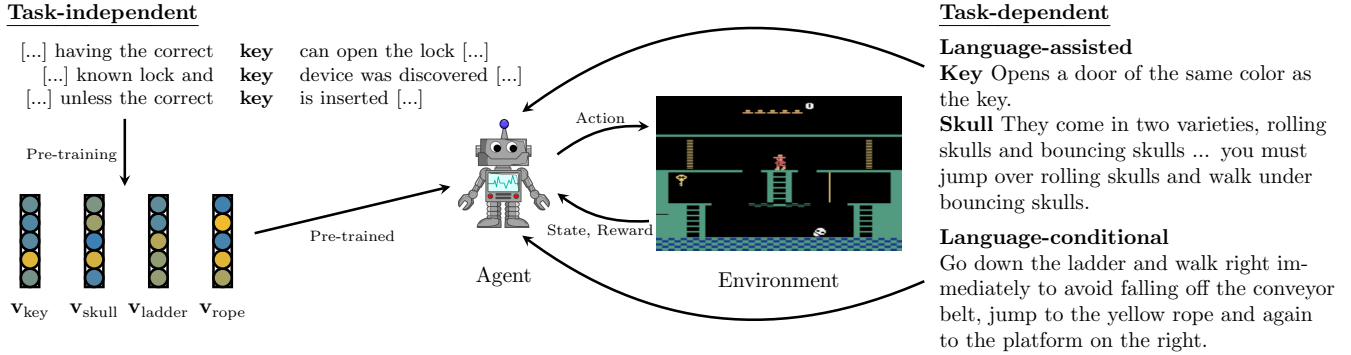 Task-independent
[...] having the correct key can open the lock [...]
[...] known lock and key device was discovered [...]
[...] unless the correct key is inserted [...]
Pre-training
v_key v_skull v_ladder v_rope
Pre-trained
Agent
Action
State, Reward
Environment
Task-dependent
Language-assisted
Key Opens a door of the same color as
the key.
Skull They come in two varieties, rolling
skulls and bouncing skulls ... you must
jump over rolling skulls and walk under
bouncing skulls.
Language-conditional
Go down the ladder and walk right im-
mediately to avoid falling off the conveyor
belt, jump to the yellow rope and again
to the platform on the right.